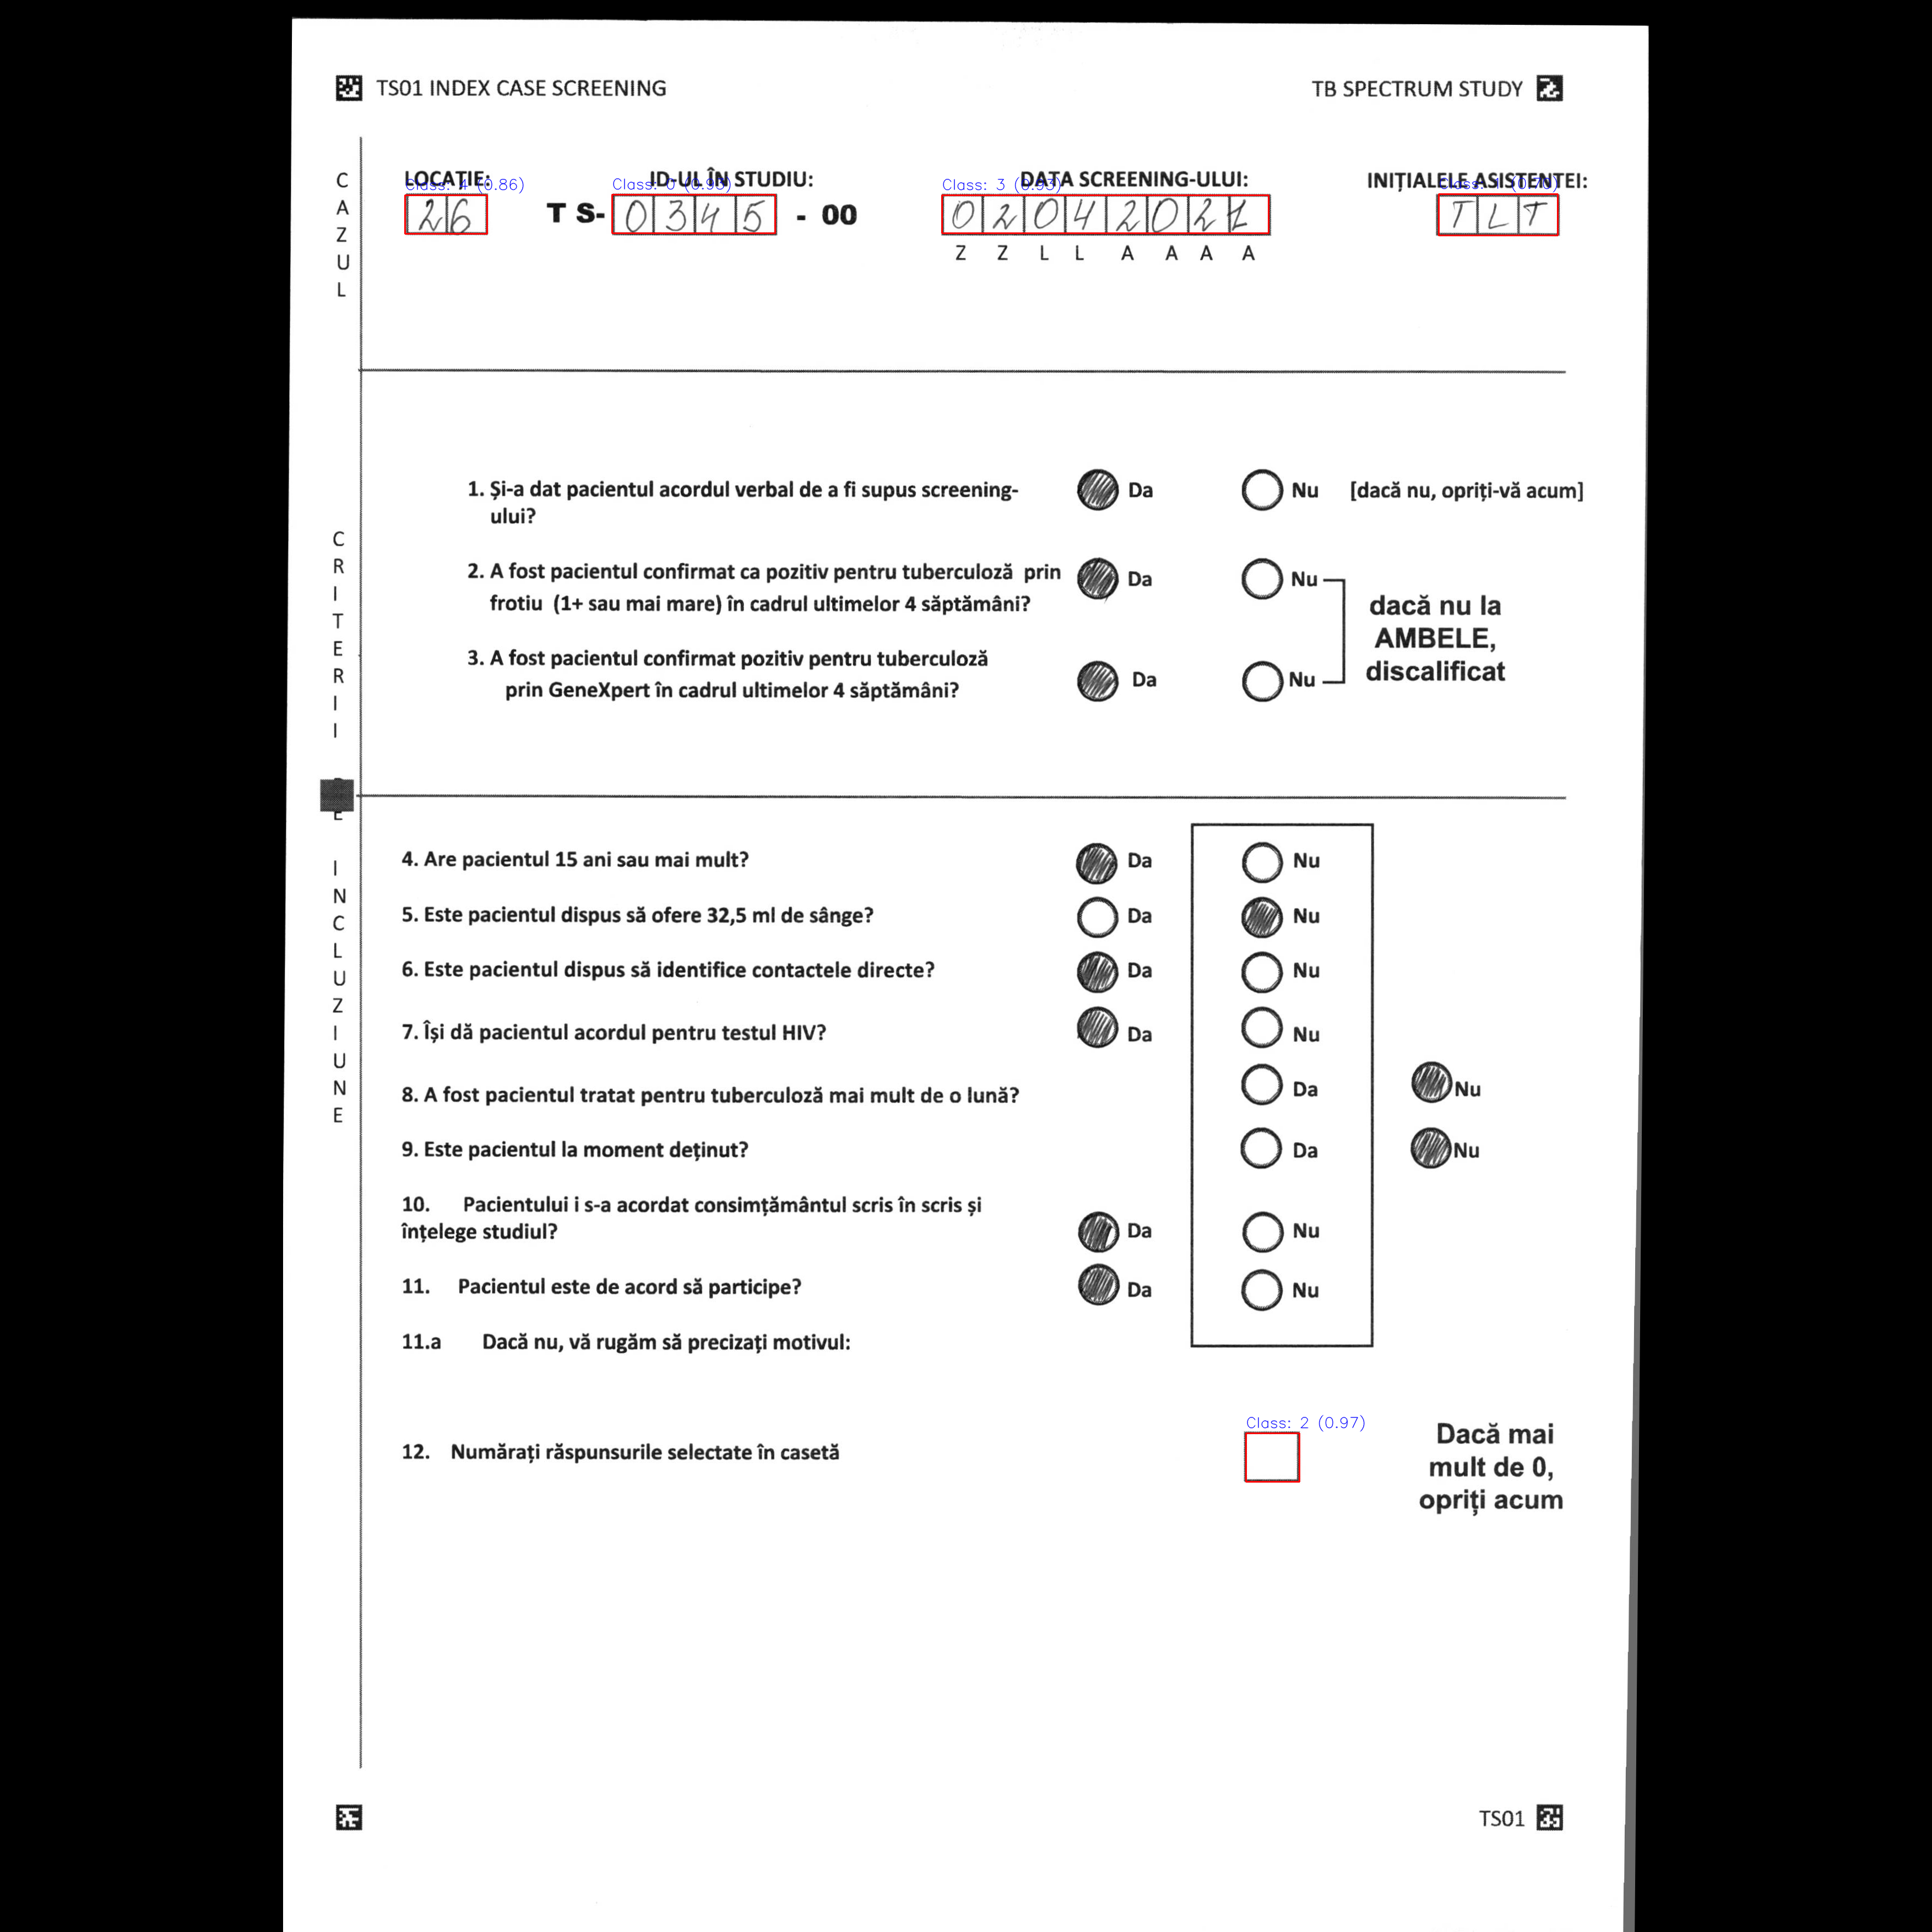 TS01 INDEX CASE SCREENING TB SPECTRUM STUDY
CAZUL
LOCAȚIE: ID-UL ÎN STUDIU: DATA SCREENING-ULUI: INIȚIALELE ASISTENTEI:
Class: 4 (0.86) Class: 0 (0.93) Class: 3 (0.93)
26 TS- 0345 - 00 02042021 TLT
Z Z L L A A A A
CRITERII DE INCLUZIUNE
1. Și-a dat pacientul acordul verbal de a fi supus screening- Da Nu [dacă nu, opriți-vă acum]
ului?
2. A fost pacientul confirmat ca pozitiv pentru tuberculoză prin Da Nu
frotiu (1+ sau mai mare) în cadrul ultimelor 4 săptămâni?
dacă nu la
AMBELE,
discalificat
3. A fost pacientul confirmat pozitiv pentru tuberculoză
prin GeneXpert în cadrul ultimelor 4 săptămâni? Da Nu
4. Are pacientul 15 ani sau mai mult? Da Nu
5. Este pacientul dispus să ofere 32,5 ml de sânge? Da Nu
6. Este pacientul dispus să identifice contactele directe? Da Nu
7. Își dă pacientul acordul pentru testul HIV? Da Nu
8. A fost pacientul tratat pentru tuberculoză mai mult de o lună? Da Nu
9. Este pacientul la moment deținut? Da Nu
10. Pacientului i s-a acordat consimțământul scris în scris și
înțelege studiul? Da Nu
11. Pacientul este de acord să participe? Da Nu
11.a Dacă nu, vă rugăm să precizați motivul:
Class: 2 (0.97)
12. Numărați răspunsurile selectate în casetă
Dacă mai
mult de 0,
opriți acum
TS01